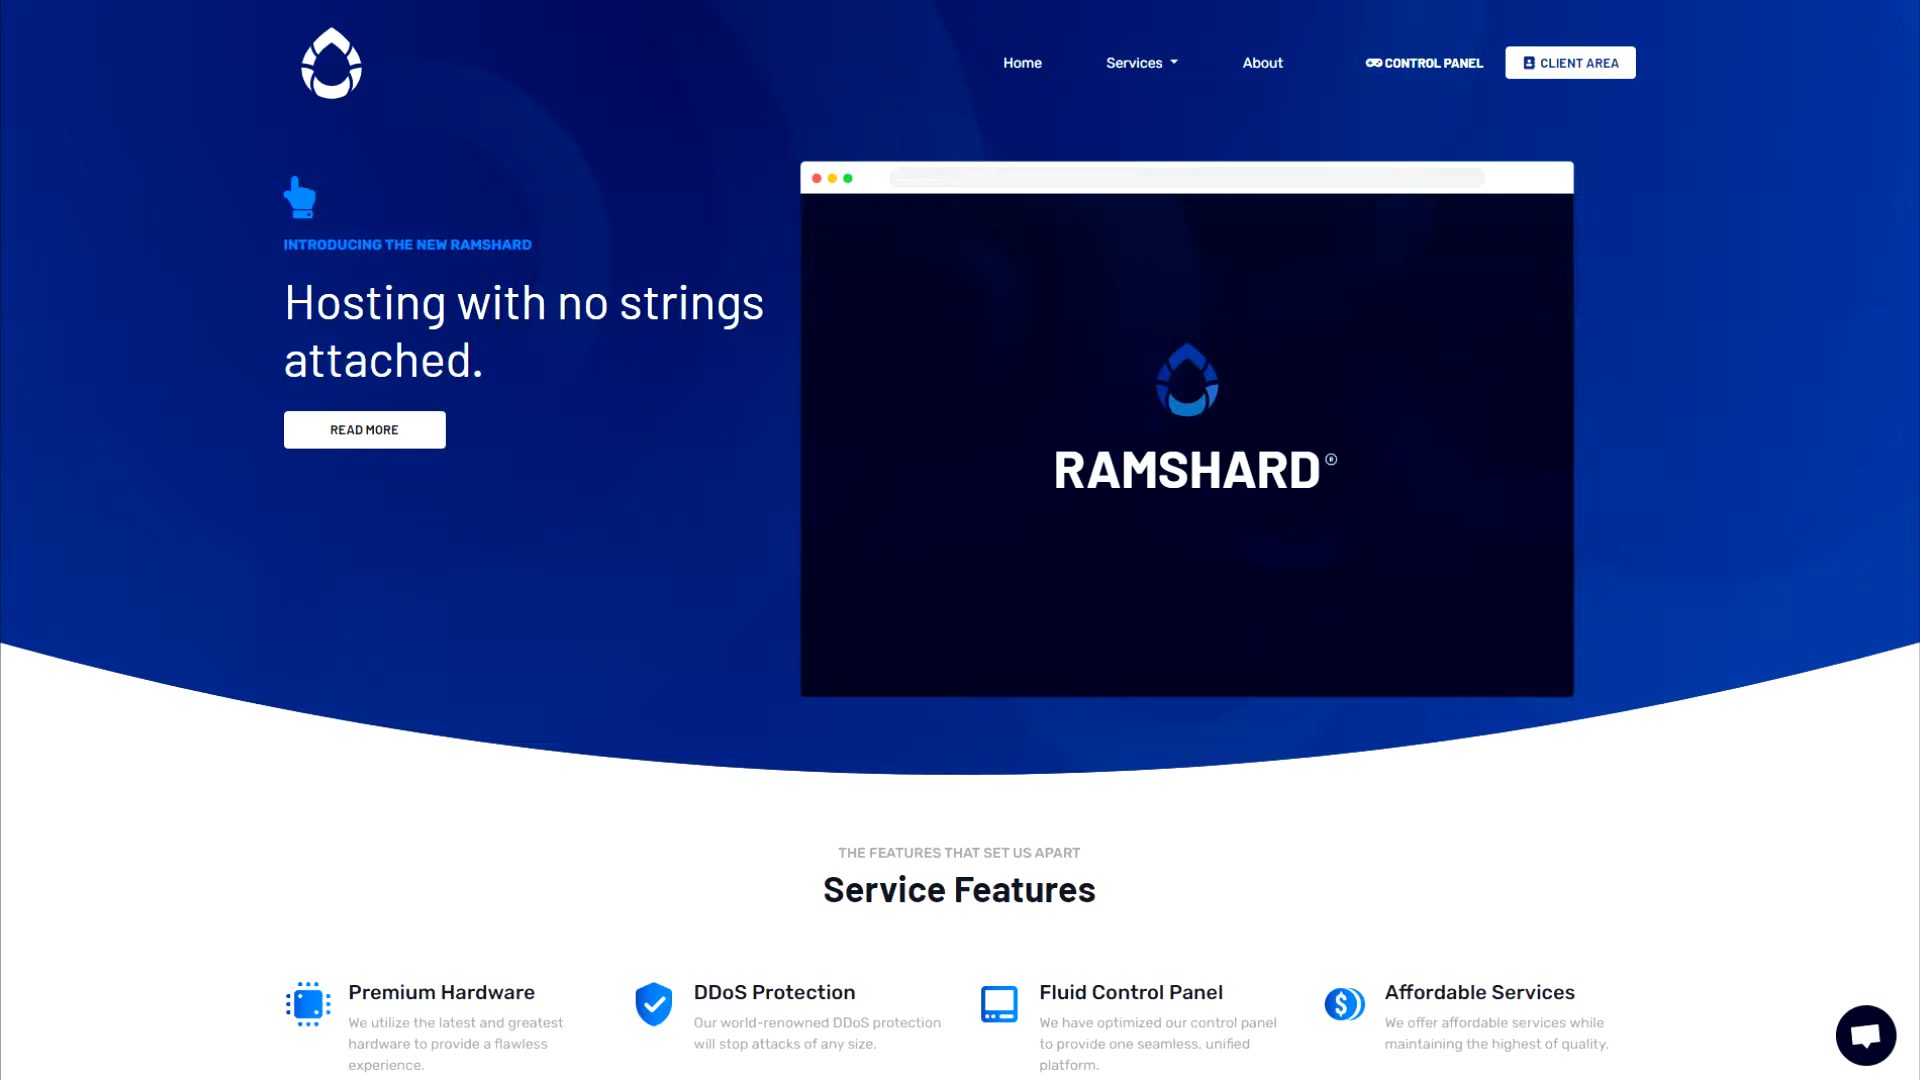 Home
Services
About
CONTROL PANEL
CLIENT AREA
INTRODUCING THE NEW RAMSHARD
Hosting with no strings
attached.
READ MORE
RAMSHARD®
THE FEATURES THAT SET US APART
Service Features
Premium Hardware
We utilize the latest and greatest
hardware to provide a flawless
experience.
DDoS Protection
Our world-renowned DDoS protection
will stop attacks of any size.
Fluid Control Panel
We have optimized our control panel
to provide one seamless, unified
platform.
Affordable Services
We offer affordable services while
maintaining the highest of quality.